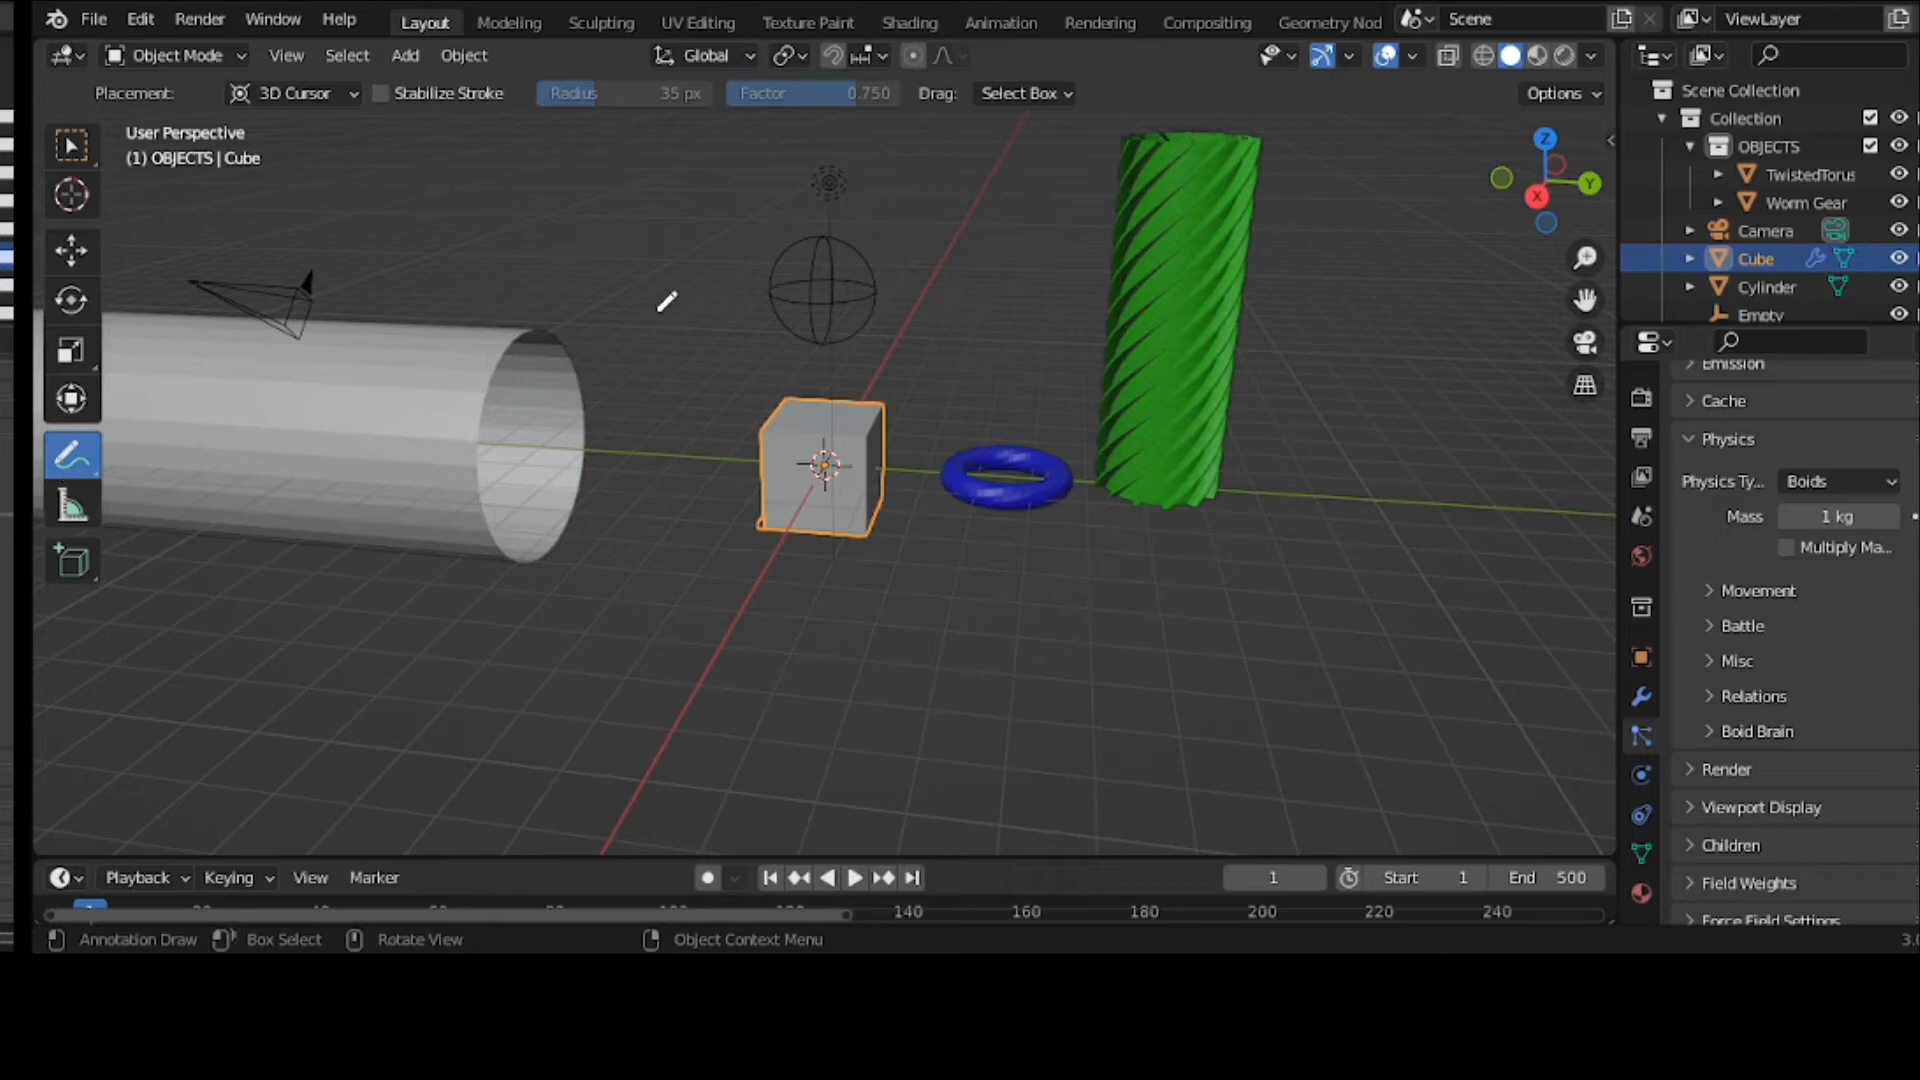 File Edit Render Window Help Layout Modeling Sculpting UV Editing Texture Paint Shading Animation Rendering Compositing Geometry Nod Scene ViewLayer
Object Mode View Select Add Object Global
Placement: 3D Cursor Stabilize Stroke Radius 35 px Factor 0.750 Drag: Select Box Options
User Perspective
(1) OBJECTS | Cube
Z
Y
X
Scene Collection
Collection
OBJECTS
TwistedTorus
Worm Gear
Camera
Cube
Cylinder
Empty
Emission
Cache
Physics
Physics Ty... Boids
Mass 1 kg
Multiply Ma...
Movement
Battle
Misc
Relations
Boid Brain
Render
Viewport Display
Children
Field Weights
Force Field Settings
Playback Keying View Marker 1 Start 1 End 500
140 160 180 200 220 240
Annotation Draw Box Select Rotate View Object Context Menu 3.0